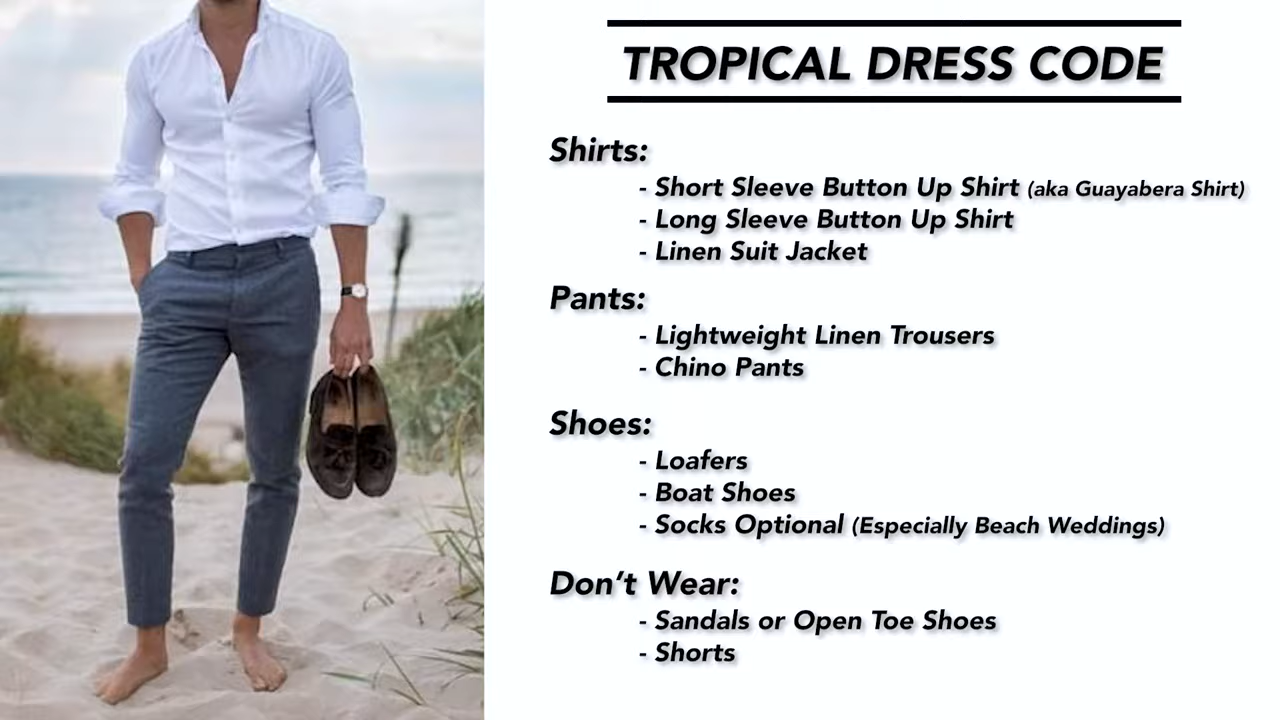 TROPICAL DRESS CODE
Shirts:
- Short Sleeve Button Up Shirt (aka Guayabera Shirt)
- Long Sleeve Button Up Shirt
- Linen Suit Jacket
Pants:
- Lightweight Linen Trousers
- Chino Pants
Shoes:
- Loafers
- Boat Shoes
- Socks Optional (Especially Beach Weddings)
Don’t Wear:
- Sandals or Open Toe Shoes
- Shorts